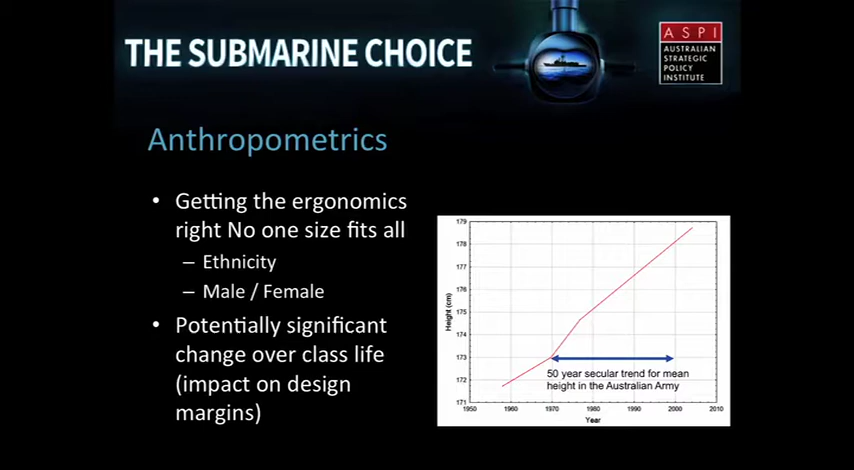 THE SUBMARINE CHOICE
ASPI
AUSTRALIAN
STRATEGIC
POLICY
INSTITUTE
Anthropometrics
• Getting the ergonomics
right No one size fits all
– Ethnicity
– Male / Female
• Potentially significant
change over class life
(impact on design
margins)
179
178
177
176
175
174
173
172
171
Height (cm)
50 year secular trend for mean
height in the Australian Army
1950 1960 1970 1980 1990 2000 2010
Year